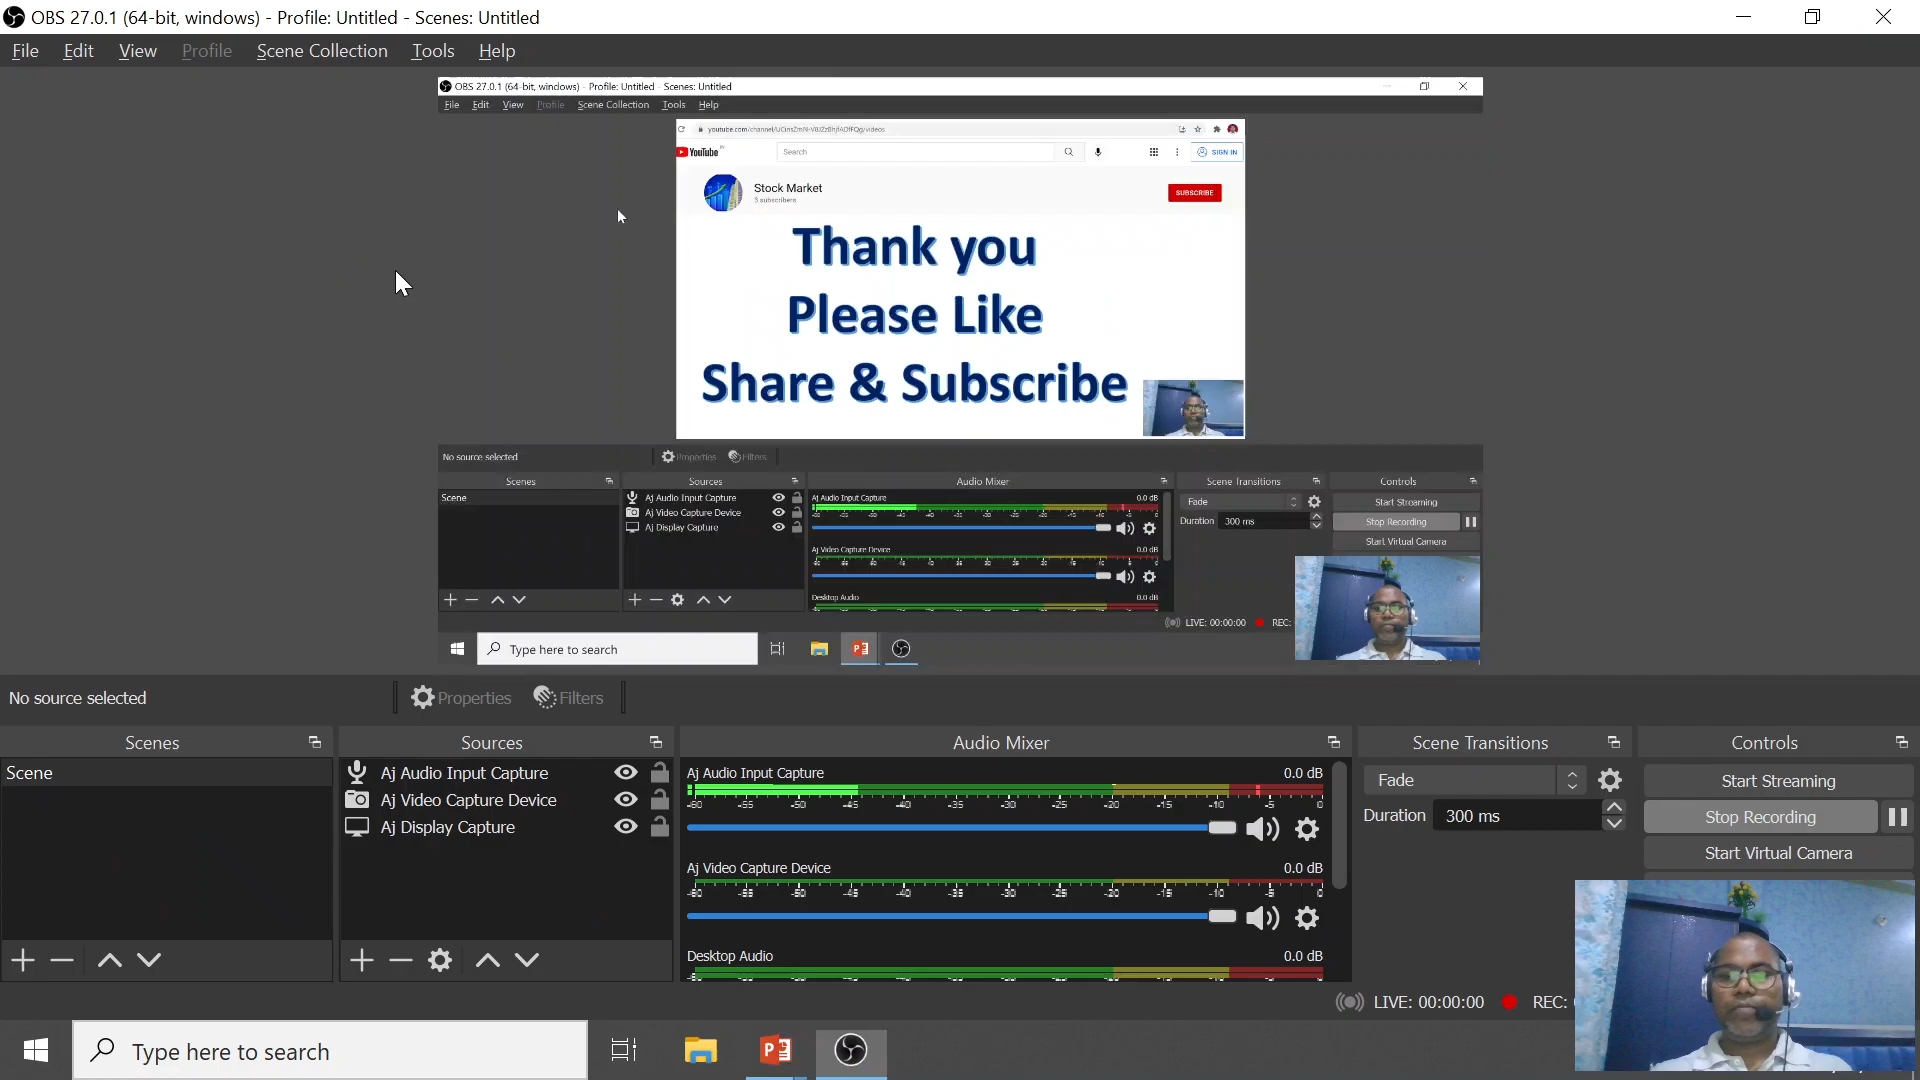 OBS 27.0.1 (64-bit, windows) - Profile: Untitled - Scenes: Untitled
File Edit View Profile Scene Collection Tools Help
OBS 27.0.1 (64-bit, windows) - Profile: Untitled - Scenes: Untitled
File Edit View Profile Scene Collection Tools Help
YouTube
Search
SIGN IN
Stock Market
3 subscribers
SUBSCRIBE
Thank you
Please Like
Share & Subscribe
No source selected Properties Filters
Scenes Sources Audio Mixer Scene Transitions Controls
Scene
Aj Audio Input Capture
Aj Video Capture Device
Aj Display Capture
Aj Audio Input Capture 0.0 dB
Aj Video Capture Device 0.0 dB
Desktop Audio 0.0 dB
Fade
Duration 300 ms
Start Streaming
Stop Recording
Start Virtual Camera
LIVE: 00:00:00 REC:
Type here to search
No source selected Properties Filters
Scenes Sources Audio Mixer Scene Transitions Controls
Scene
Aj Audio Input Capture
Aj Video Capture Device
Aj Display Capture
Aj Audio Input Capture 0.0 dB
-60 -55 -50 -45 -40 -35 -30 -25 -20 -15 -10 -5 0
Aj Video Capture Device 0.0 dB
-60 -55 -50 -45 -40 -35 -30 -25 -20 -15 -10 -5 0
Desktop Audio 0.0 dB
Fade
Duration 300 ms
Start Streaming
Stop Recording
Start Virtual Camera
LIVE: 00:00:00 REC:
Type here to search